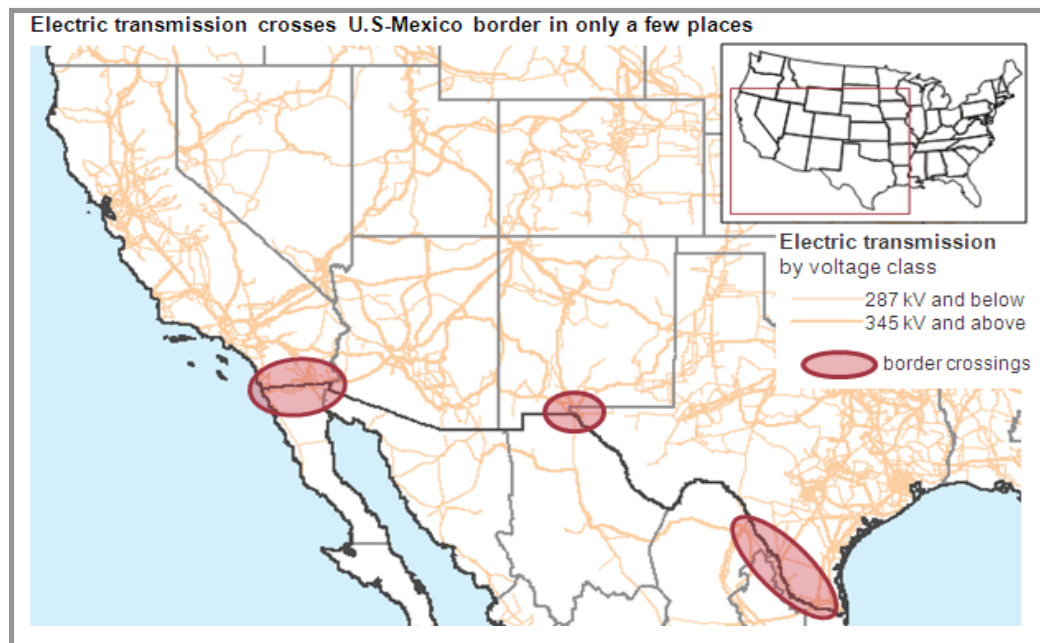 Electric transmission crosses U.S-Mexico border in only a few places
Electric transmission
by voltage class
287 kV and below
345 kV and above
border crossings